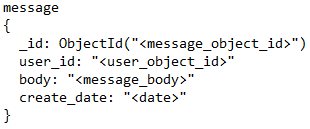 message
{
  _id: ObjectId("<message_object_id>")
  user_id: "<user_object_id>"
  body: "<message_body>"
  create_date: "<date>"
}